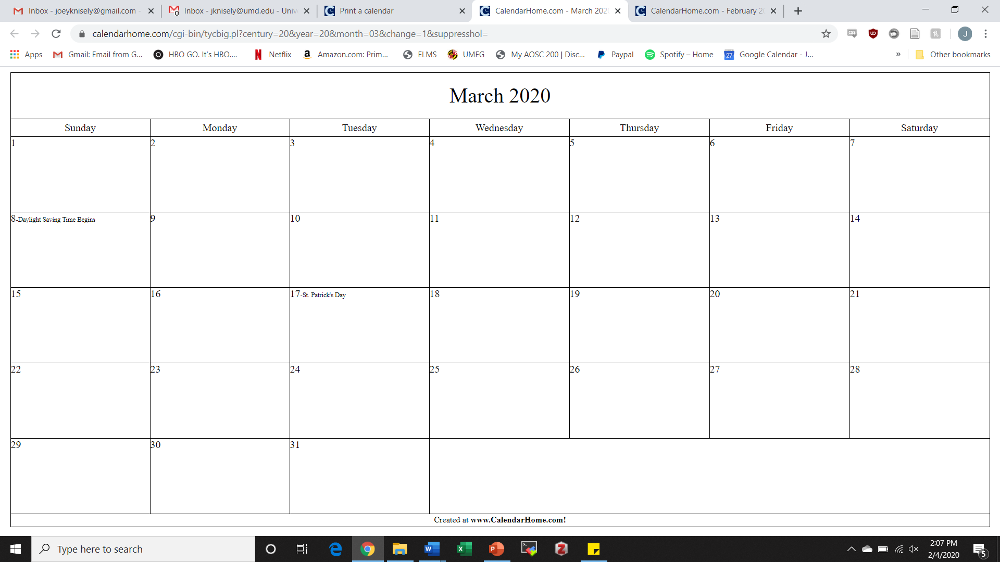 Inbox - joeyknisely@gmail.com -
Inbox - jknisely@umd.edu - Univ
Print a calendar
CalendarHome.com - March 202
CalendarHome.com - February 2
calendarhome.com/cgi-bin/tycbig.pl?century=20&year=20&month=03&change=1&suppresshol=
Apps Gmail: Email from G... HBO GO. It's HBO.... Netflix Amazon.com: Prim... ELMS UMEG My AOSC 200 | Disc... Paypal Spotify – Home 27 Google Calendar - J... » Other bookmarks
March 2020
Sunday Monday Tuesday Wednesday Thursday Friday Saturday
1 2 3 4 5 6 7
8-Daylight Saving Time Begins 9 10 11 12 13 14
15 16 17-St. Patrick's Day 18 19 20 21
22 23 24 25 26 27 28
29 30 31
Created at www.CalendarHome.com!
Type here to search
2:07 PM
2/4/2020
5